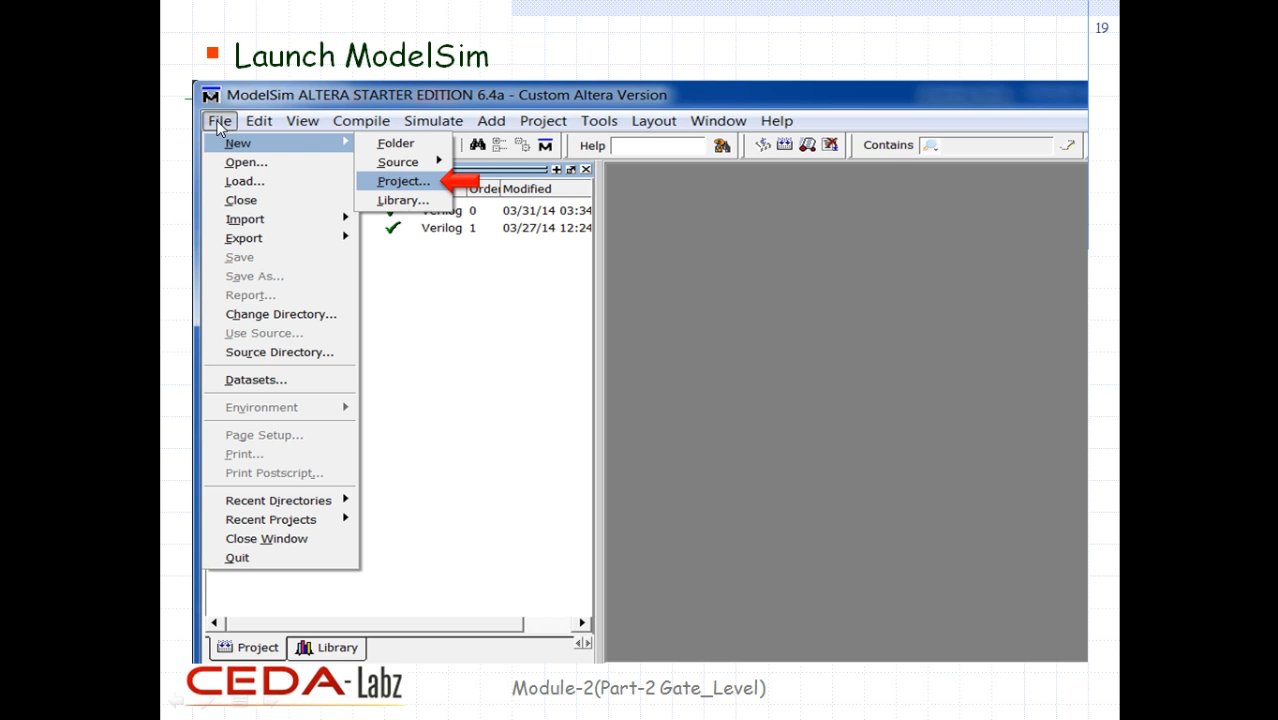 19
Launch ModelSim
ModelSim ALTERA STARTER EDITION 6.4a - Custom Altera Version
File Edit View Compile Simulate Add Project Tools Layout Window Help
Help Contains
New
Open...
Load...
Close
Import
Export
Save
Save As...
Report...
Change Directory...
Use Source...
Source Directory...
Datasets...
Environment
Page Setup...
Print...
Print Postscript...
Recent Directories
Recent Projects
Close Window
Quit
Folder
Source
Project...
Library...
Order Modified
Verilog 0 03/31/14 03:34
Verilog 1 03/27/14 12:24
Project Library
CEDA-Labz
Module-2(Part-2 Gate_Level)